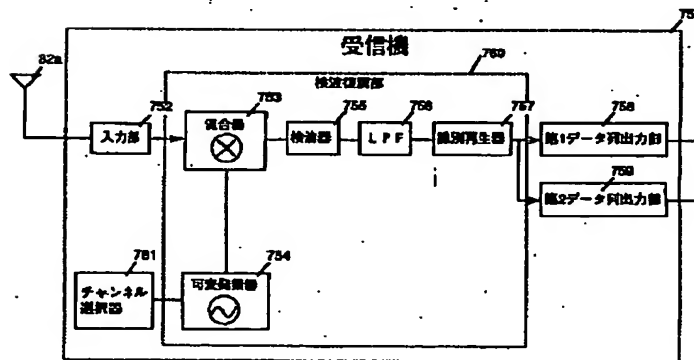 75
受信機
32a
760
検波復調部
752
753
755
756
757
758
入力部
混合器
検波器
LPF
識別再生器
第1データ列出力部
759
第2データ列出力部
781
754
チャンネル
選択器
可変発振器